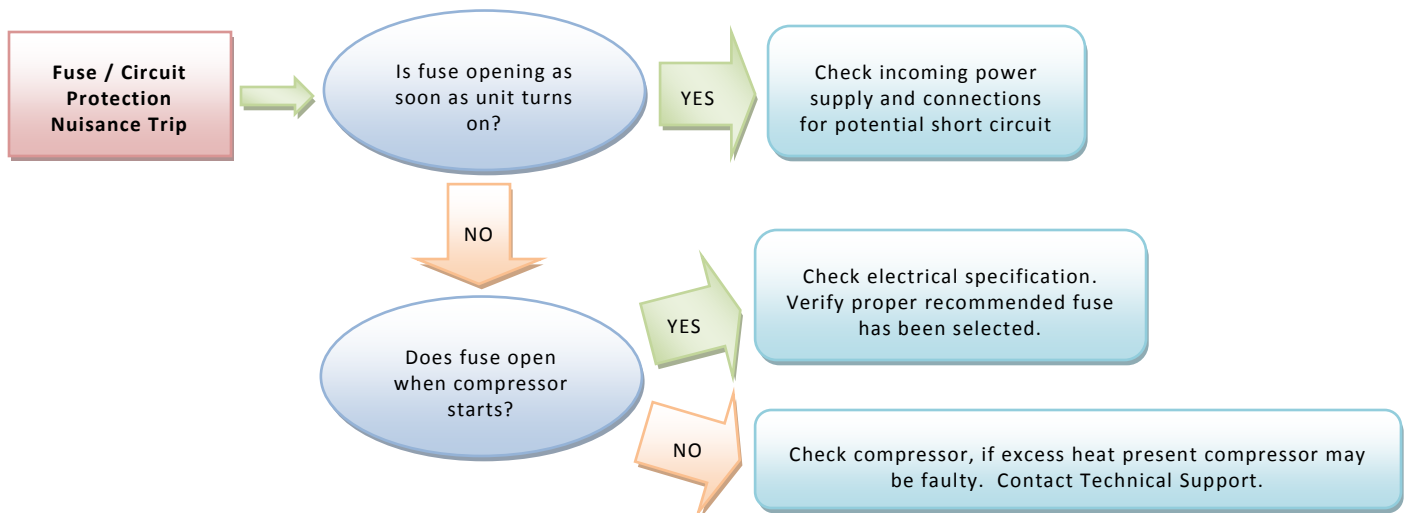 Fuse / Circuit
Protection
Nuisance Trip
Is fuse opening as
soon as unit turns
on?
YES
Check incoming power
supply and connections
for potential short circuit
NO
Does fuse open
when compressor
starts?
YES
Check electrical specification.
Verify proper recommended fuse
has been selected.
NO
Check compressor, if excess heat present compressor may
be faulty. Contact Technical Support.